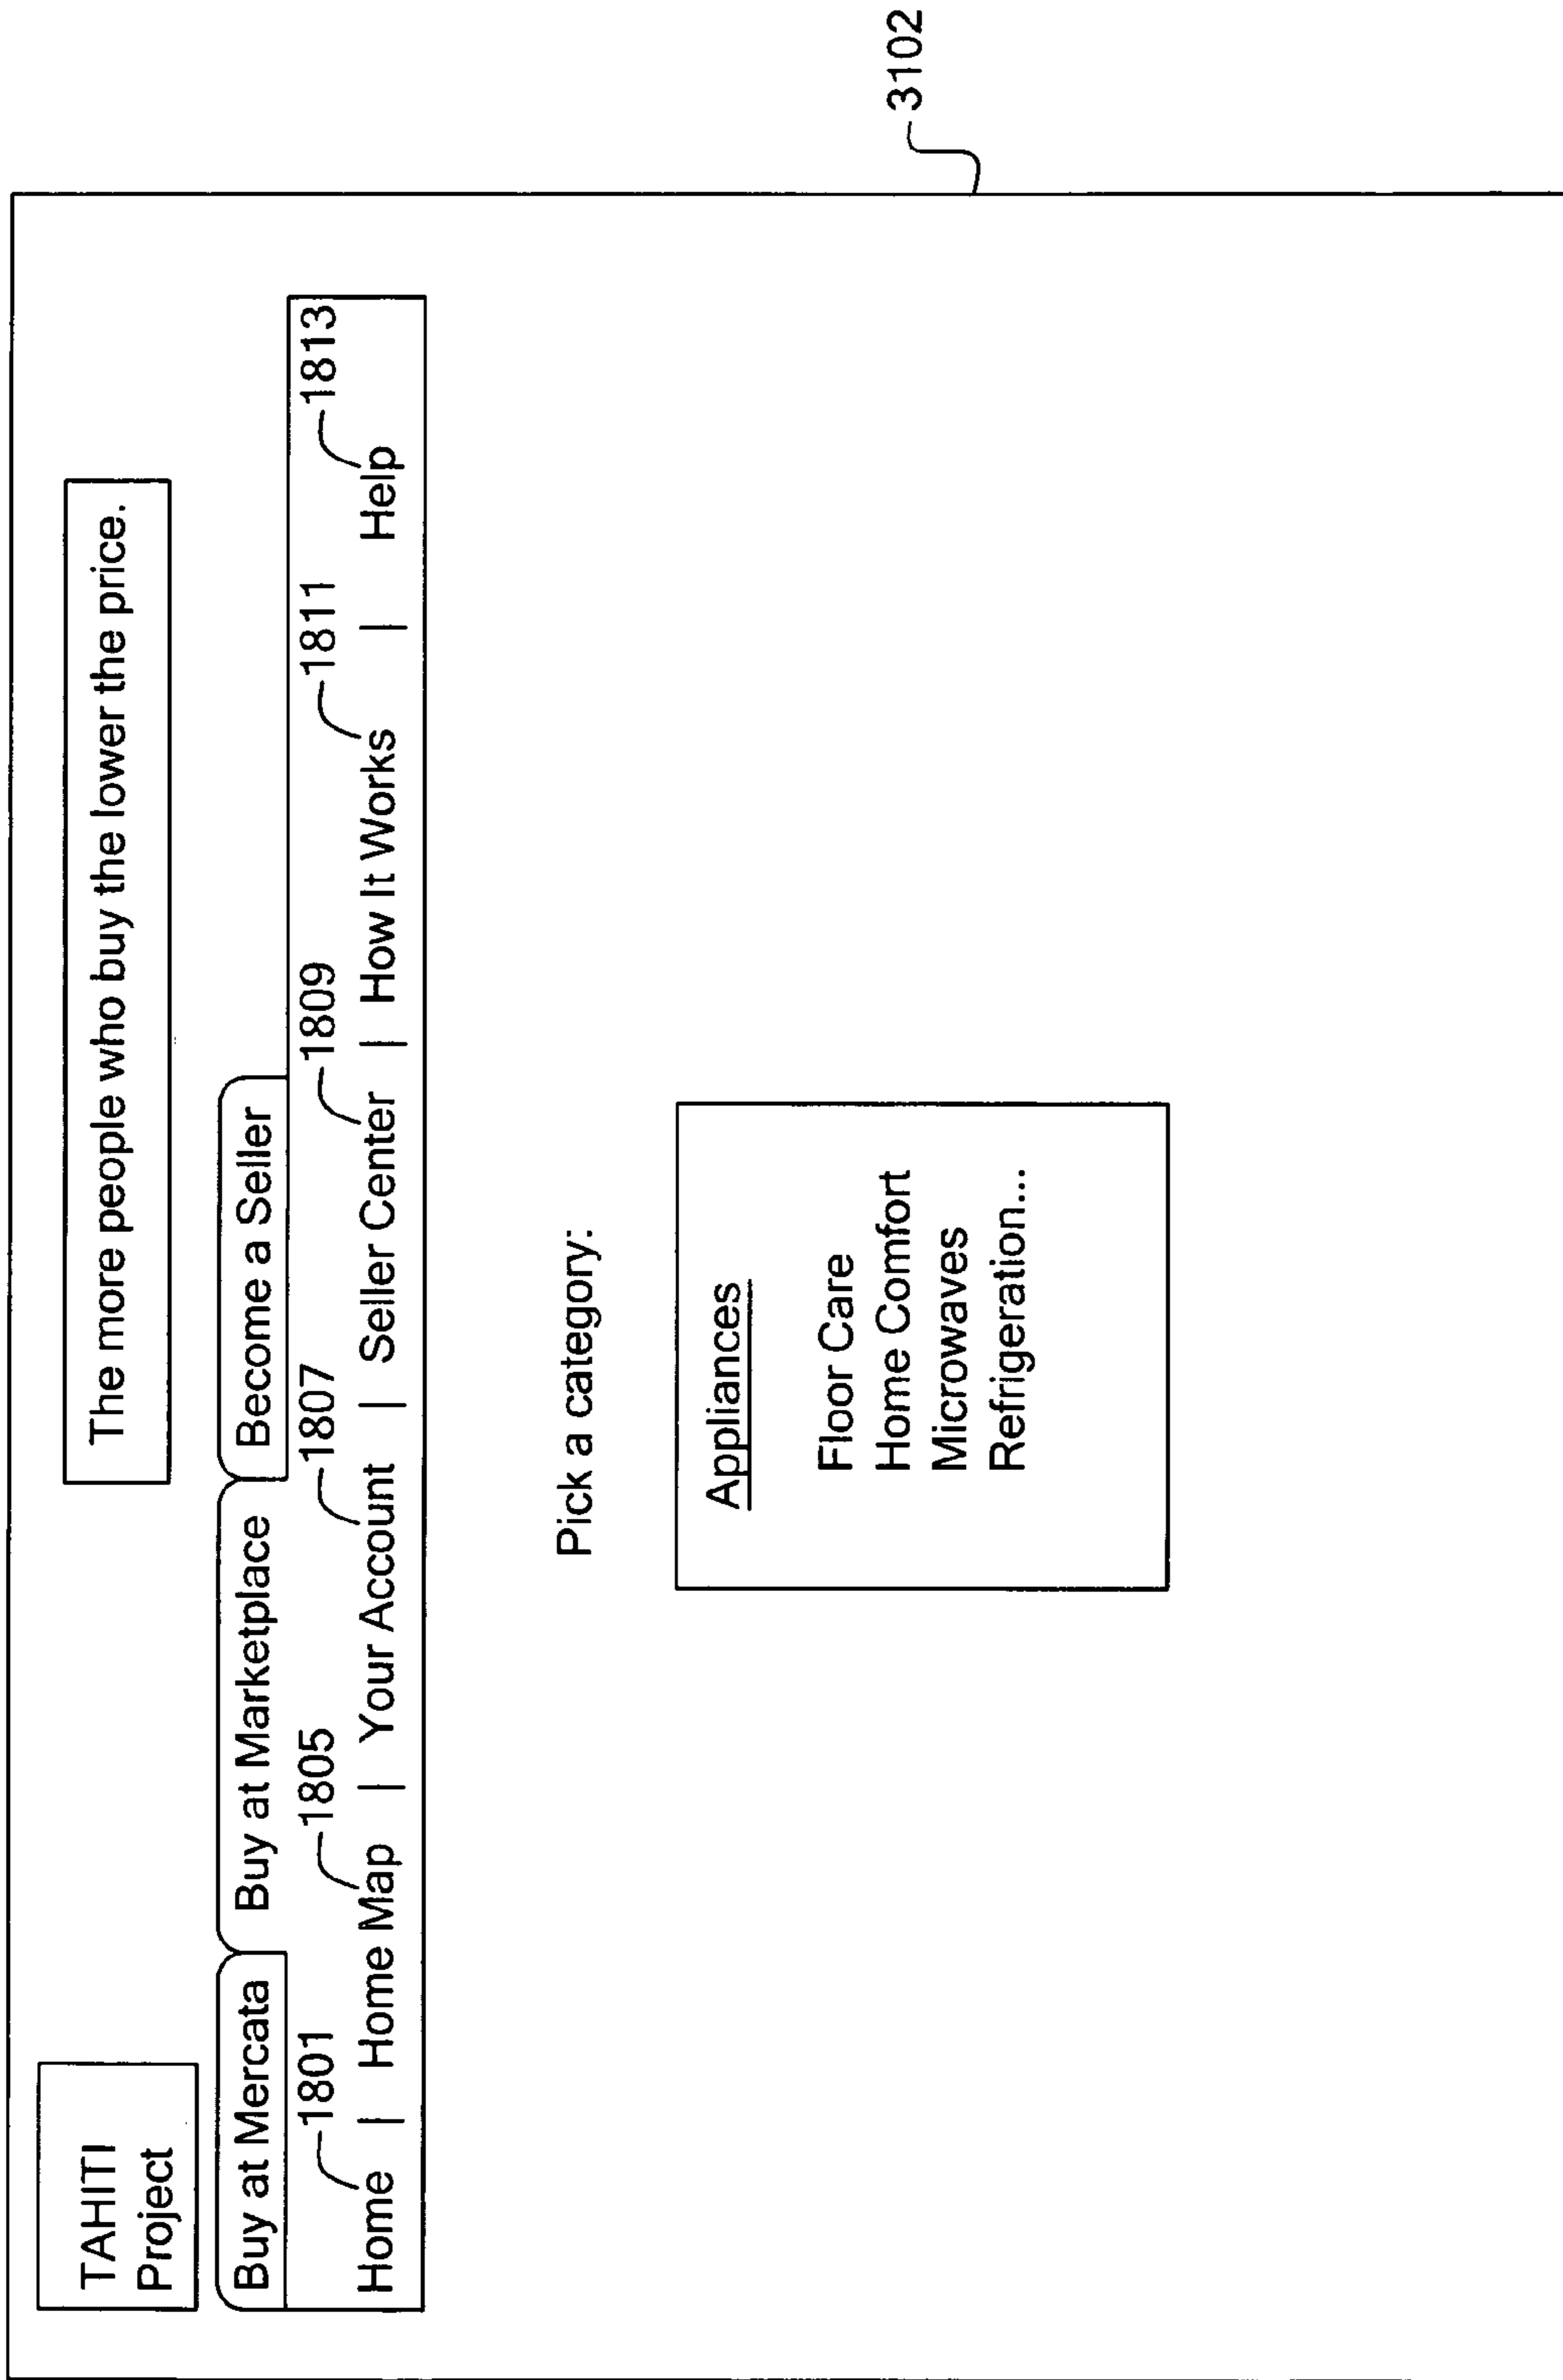 TAHITI
Project
The more people who buy the lower the price.
Buy at Mercata Buy at Marketplace Become a Seller
1801 1805 1807 1809 1811 1813
Home | Home Map | Your Account | Seller Center | How It Works | Help
Pick a category:
Appliances
Floor Care
Home Comfort
Microwaves
Refrigeration...
3102